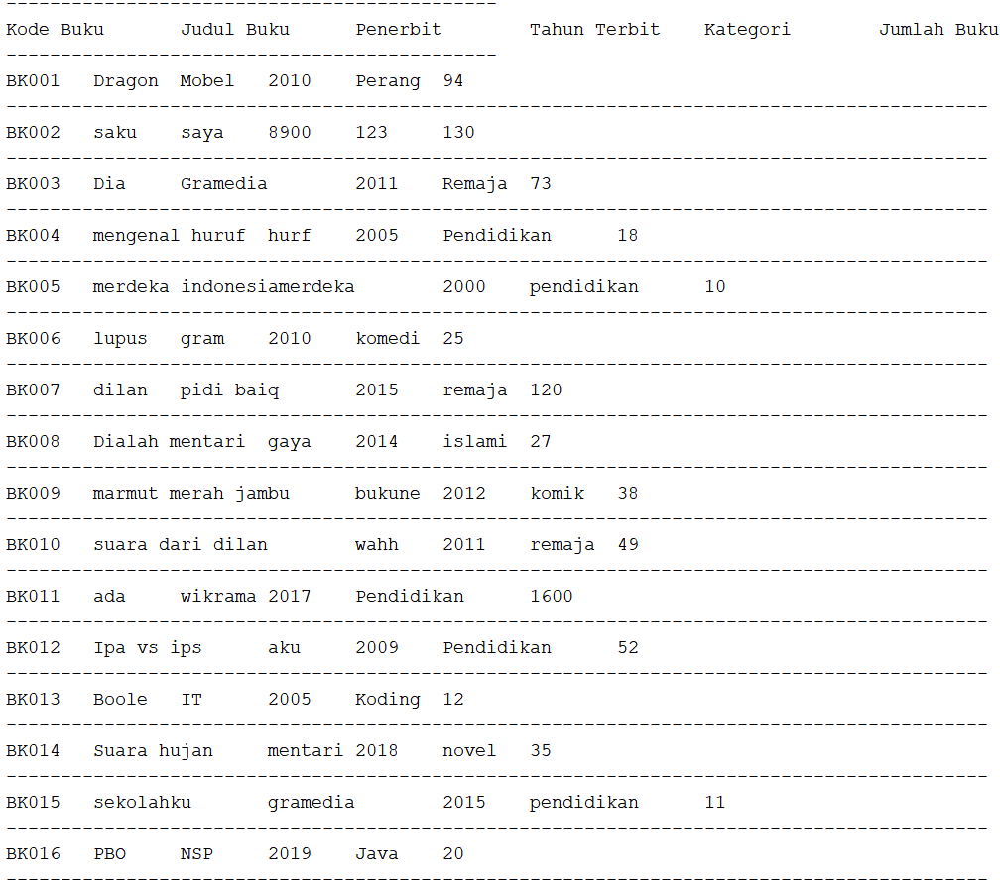 ---------------------------------------------
Kode Buku       Judul Buku      Penerbit        Tahun Terbit    Kategori        Jumlah Buku
---------------------------------------------
BK001   Dragon  Mobel   2010    Perang  94
------------------------------------------------------------------------------------------
BK002   saku    saya    8900    123     130
------------------------------------------------------------------------------------------
BK003   Dia     Gramedia        2011    Remaja  73
------------------------------------------------------------------------------------------
BK004   mengenal huruf  hurf    2005    Pendidikan      18
------------------------------------------------------------------------------------------
BK005   merdeka indonesiamerdeka        2000    pendidikan      10
------------------------------------------------------------------------------------------
BK006   lupus   gram    2010    komedi  25
------------------------------------------------------------------------------------------
BK007   dilan   pidi baiq       2015    remaja  120
------------------------------------------------------------------------------------------
BK008   Dialah mentari  gaya    2014    islami  27
------------------------------------------------------------------------------------------
BK009   marmut merah jambu      bukune  2012    komik   38
------------------------------------------------------------------------------------------
BK010   suara dari dilan        wahh    2011    remaja  49
------------------------------------------------------------------------------------------
BK011   ada     wikrama 2017    Pendidikan      1600
------------------------------------------------------------------------------------------
BK012   Ipa vs ips      aku     2009    Pendidikan      52
------------------------------------------------------------------------------------------
BK013   Boole   IT      2005    Koding  12
------------------------------------------------------------------------------------------
BK014   Suara hujan     mentari 2018    novel   35
------------------------------------------------------------------------------------------
BK015   sekolahku       gramedia        2015    pendidikan      11
------------------------------------------------------------------------------------------
BK016   PBO     NSP     2019    Java    20
------------------------------------------------------------------------------------------